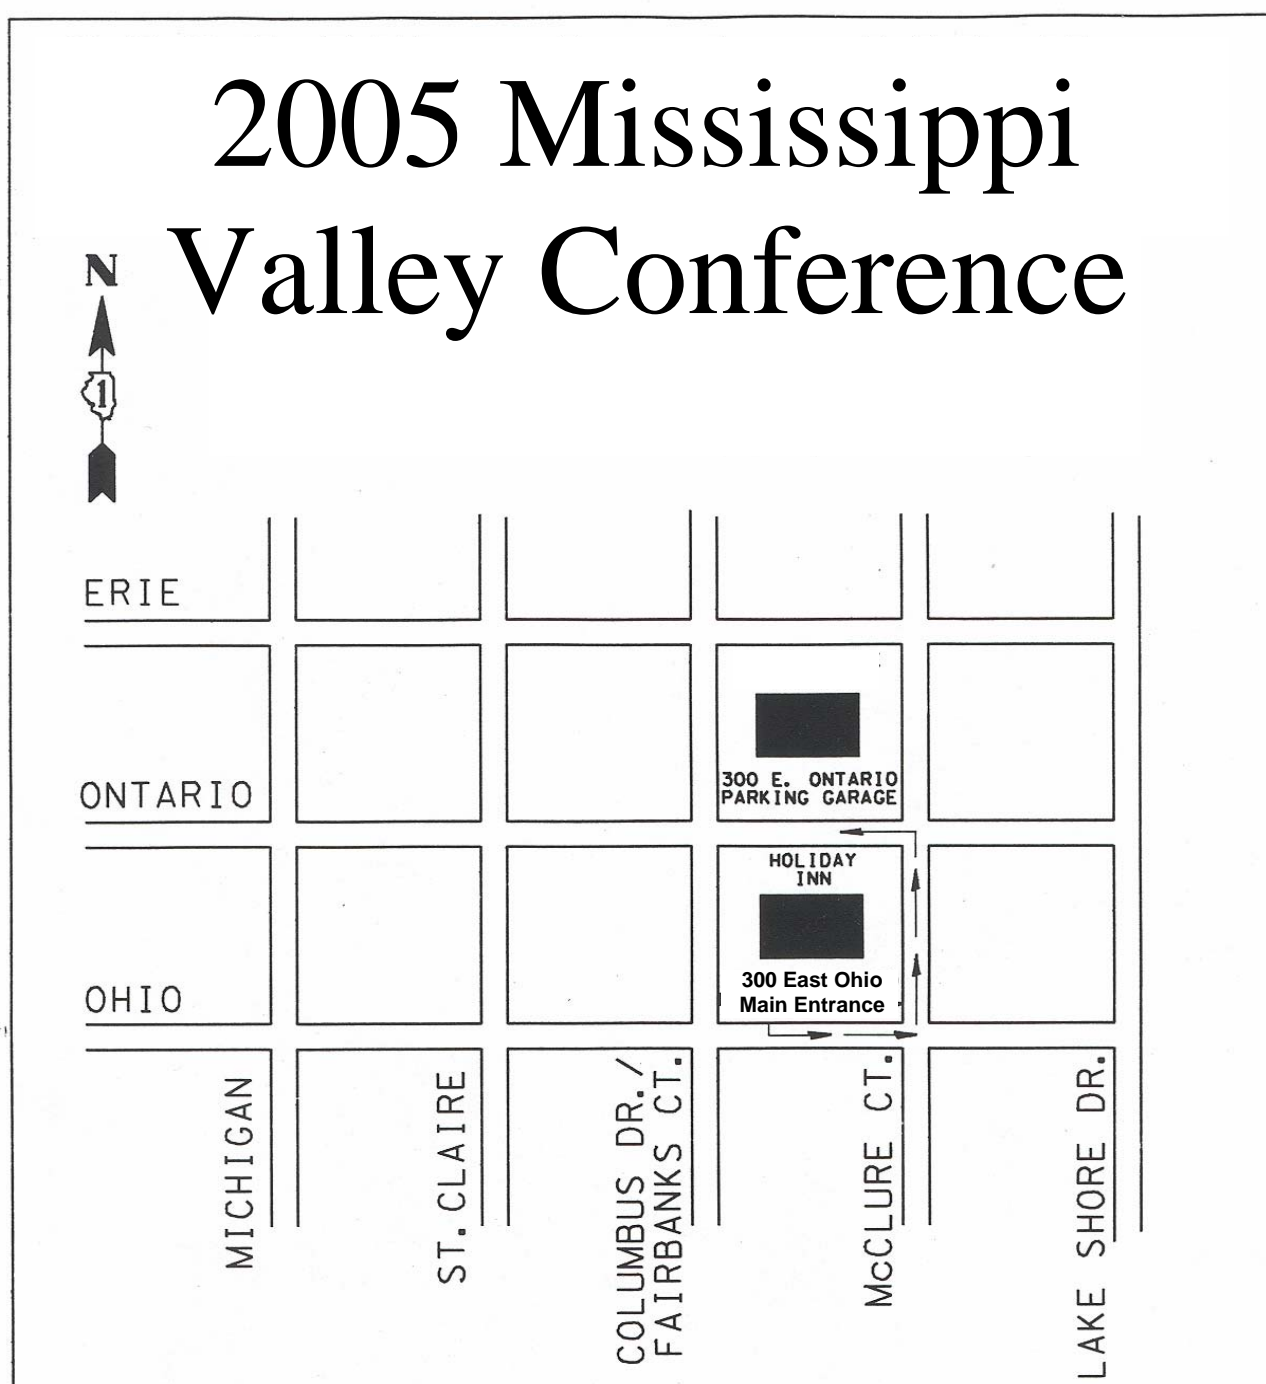 2005 Mississippi
Valley Conference
N
1
ERIE
300 E. ONTARIO
PARKING GARAGE
ONTARIO
HOLIDAY
INN
300 East Ohio
Main Entrance
OHIO
MICHIGAN
ST. CLAIRE
COLUMBUS DR./
FAIRBANKS CT.
McCLURE CT.
LAKE SHORE DR.